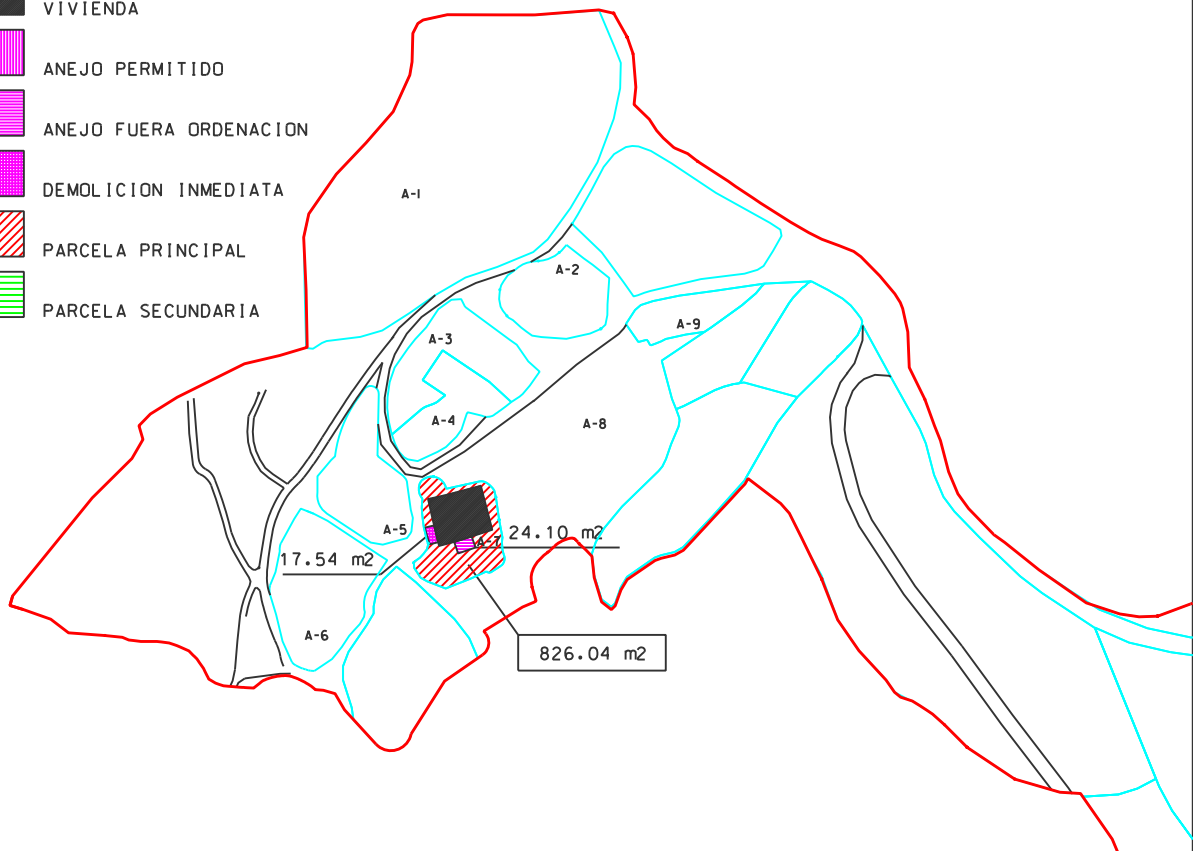 VIVIENDA
ANEJO PERMITIDO
ANEJO FUERA ORDENACION
DEMOLICION INMEDIATA
PARCELA PRINCIPAL
PARCELA SECUNDARIA
A-1
A-2
A-9
A-3
A-4
A-8
A-5
24.10 m2
A-7
17.54 m2
A-6
826.04 m2